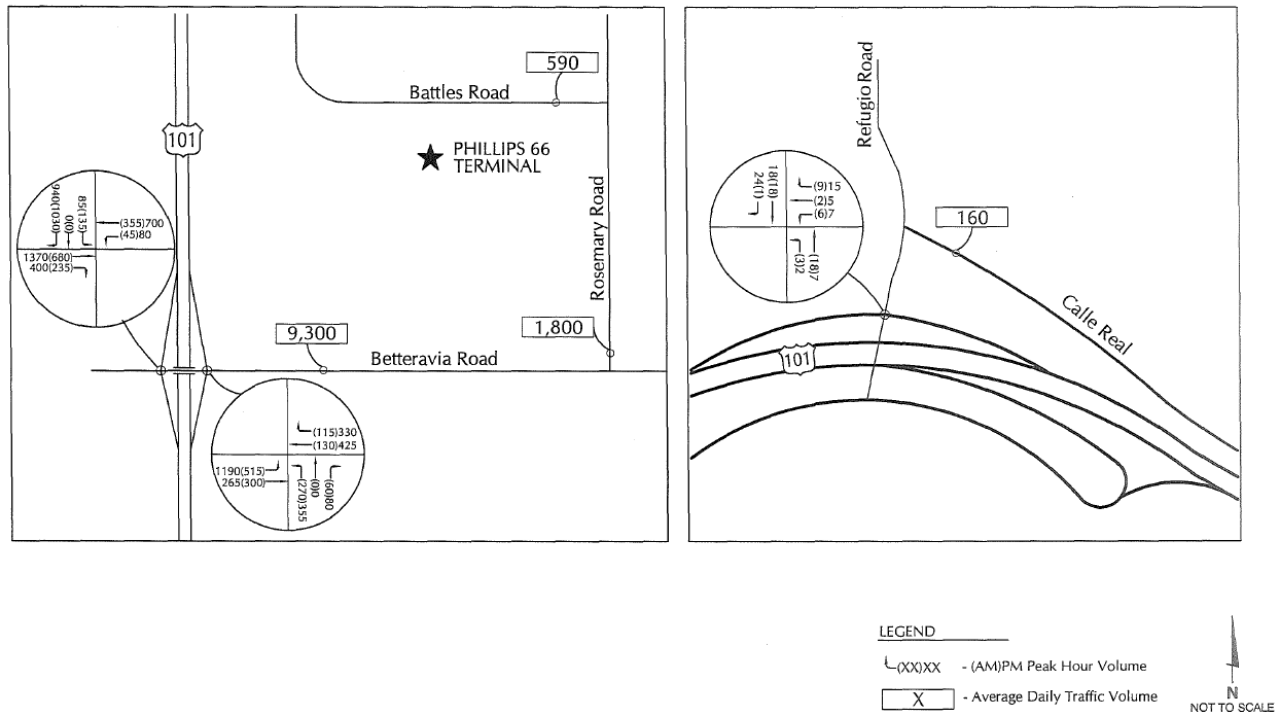 590
Battles Road
101
PHILLIPS 66
TERMINAL
Rosemary Road
940(1030)
0(0)
85(135)
(355)700
(45)80
1370(680)
400(235)
9,300
1,800
Betteravia Road
(115)330
(130)425
1190(515)
265(300)
(270)355
(0)0
(60)80
Refugio Road
24(1)
18(18)
(9)15
(2)5
(6)7
(3)2
(18)7
160
Calle Real
101
LEGEND
(XX)XX - (AM)PM Peak Hour Volume
X - Average Daily Traffic Volume
N
NOT TO SCALE